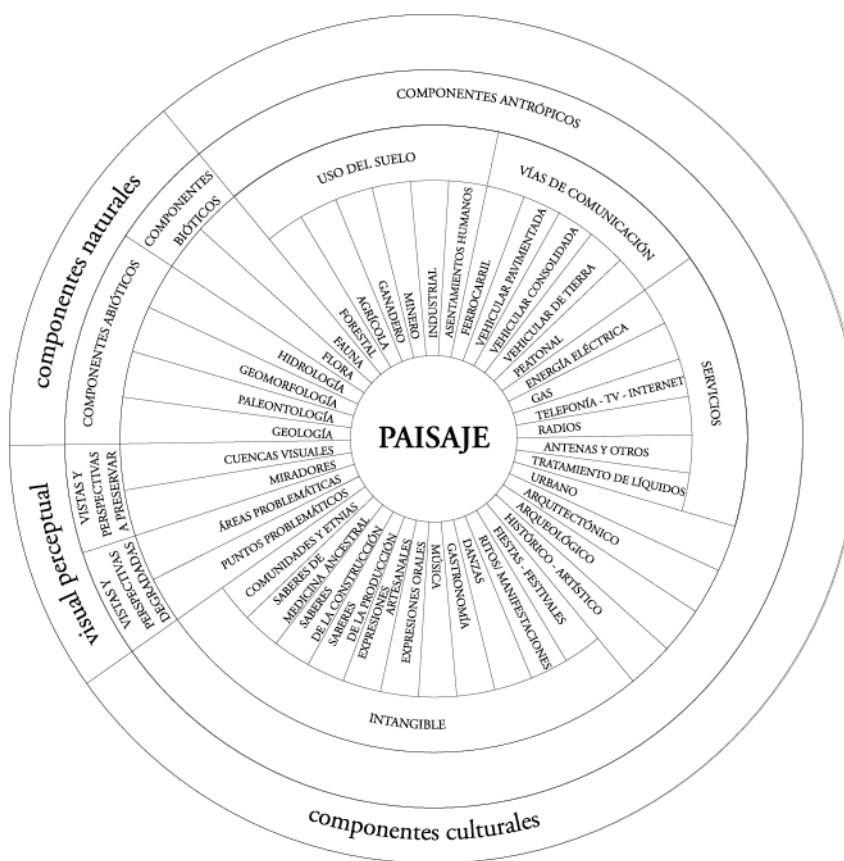 COMPONENTES ANTRÓPICOS
componentes naturales
COMPONENTES
BIÓTICOS
COMPONENTES ABIÓTICOS
USO DEL SUELO
VÍAS DE COMUNICACIÓN
SERVICIOS
HIDROLOGÍA
GEOMORFOLOGÍA
PALEONTOLOGÍA
GEOLOGÍA
FLORA
FAUNA
FORESTAL
AGRÍCOLA
GANADERO
MINERO
INDUSTRIAL
ASENTAMIENTOS HUMANOS
FERROCARRIL
VEHICULAR PAVIMENTADA
VEHICULAR CONSOLIDADA
VEHICULAR DE TIERRA
PEATONAL
ENERGÍA ELÉCTRICA
GAS
TELEFONÍA - TV - INTERNET
RADIOS
ANTENAS Y OTROS
TRATAMIENTO DE LÍQUIDOS
URBANO
ARQUITECTÓNICO
ARQUEOLÓGICO
HISTÓRICO - ARTÍSTICO
FIESTAS - FESTIVALES
RITOS/ MANIFESTACIONES
DANZAS
GASTRONOMÍA
MÚSICA
EXPRESIONES ORALES
EXPRESIONES
ARTESANALES
SABERES
DE LA PRODUCCIÓN
SABERES
DE LA CONSTRUCCIÓN
SABERES DE
MEDICINA ANCESTRAL
COMUNIDADES Y ETNIAS
PUNTOS PROBLEMÁTICOS
ÁREAS PROBLEMÁTICAS
MIRADORES
CUENCAS VISUALES
PAISAJE
VISTAS Y
PERSPECTIVAS
A PRESERVAR
VISTAS Y
PERSPECTIVAS
DEGRADADAS
visual perceptual
INTANGIBLE
componentes culturales